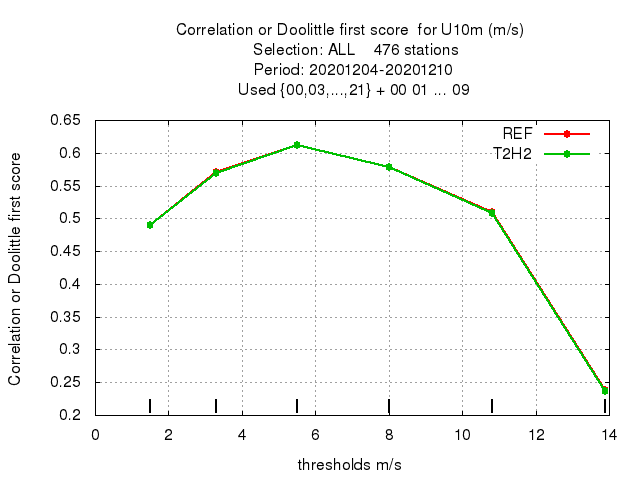 Correlation or Doolittle first score  for U10m (m/s)
Selection: ALL    476 stations
Period: 20201204-20201210
Used {00,03,...,21} + 00 01 ... 09
REF
T2H2
Correlation or Doolittle first score
0.65
0.6
0.55
0.5
0.45
0.4
0.35
0.3
0.25
0.2
0 2 4 6 8 10 12 14
thresholds m/s